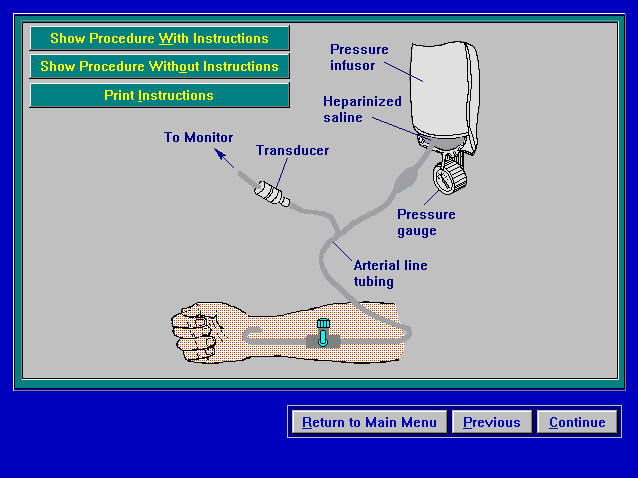 Show Procedure With Instructions
Show Procedure Without Instructions
Print Instructions
Pressure
infusor
Heparinized
saline
To Monitor
Transducer
Pressure
gauge
Arterial line
tubing
Return to Main Menu
Previous
Continue